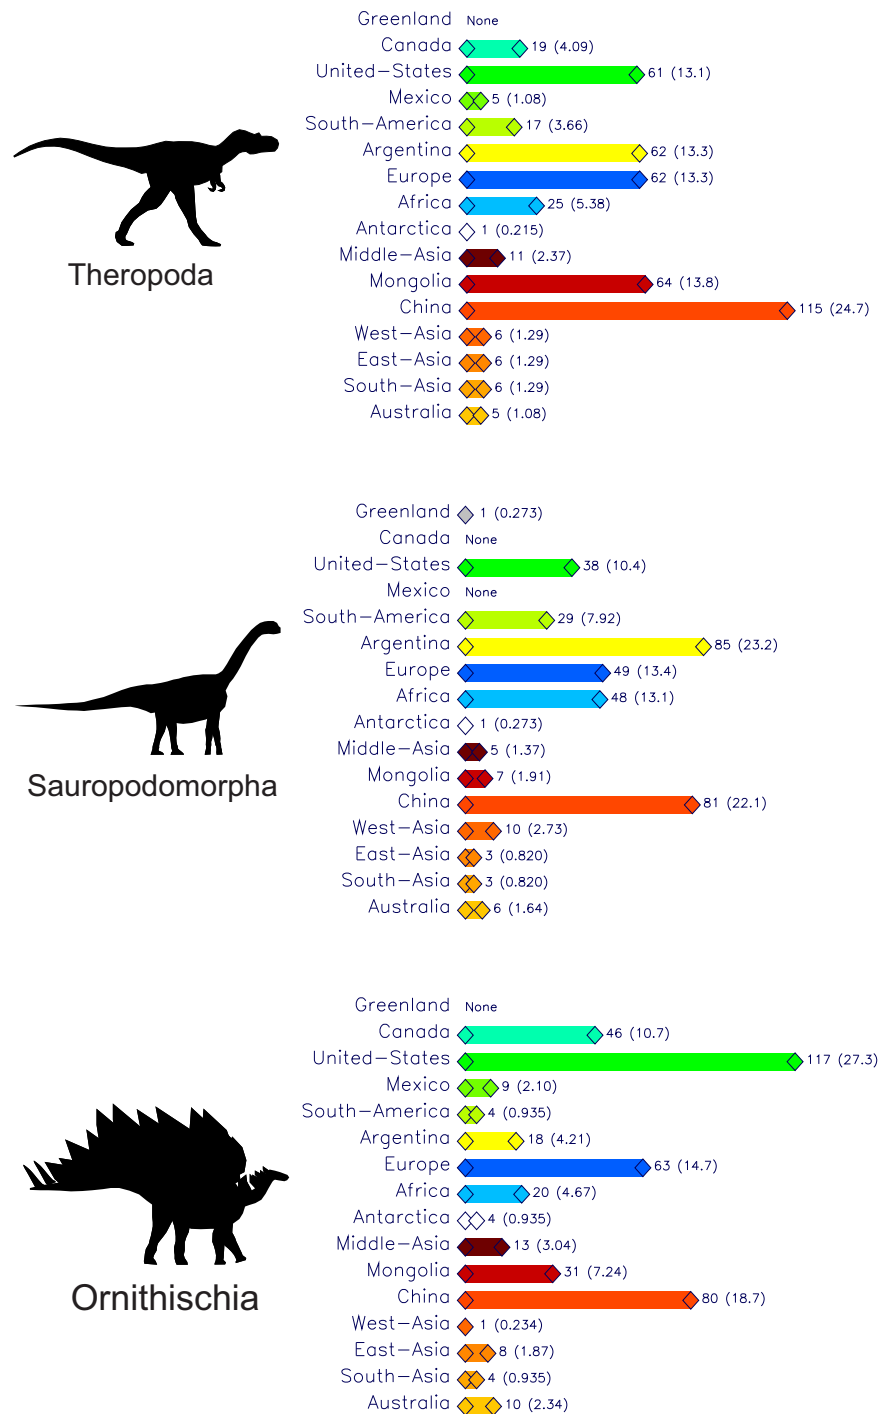 Greenland None
Canada 19 (4.09)
United-States 61 (13.1)
Mexico 5 (1.08)
South-America 17 (3.66)
Argentina 62 (13.3)
Europe 62 (13.3)
Africa 25 (5.38)
Antarctica 1 (0.215)
Middle-Asia 11 (2.37)
Theropoda
Mongolia 64 (13.8)
China 115 (24.7)
West-Asia 6 (1.29)
East-Asia 6 (1.29)
South-Asia 6 (1.29)
Australia 5 (1.08)
Greenland 1 (0.273)
Canada None
United-States 38 (10.4)
Mexico None
South-America 29 (7.92)
Argentina 85 (23.2)
Europe 49 (13.4)
Africa 48 (13.1)
Antarctica 1 (0.273)
Middle-Asia 5 (1.37)
Mongolia 7 (1.91)
Sauropodomorpha
China 81 (22.1)
West-Asia 10 (2.73)
East-Asia 3 (0.820)
South-Asia 3 (0.820)
Australia 6 (1.64)
Greenland None
Canada 46 (10.7)
United-States 117 (27.3)
Mexico 9 (2.10)
South-America 4 (0.935)
Argentina 18 (4.21)
Europe 63 (14.7)
Africa 20 (4.67)
Antarctica 4 (0.935)
Middle-Asia 13 (3.04)
Mongolia 31 (7.24)
Ornithischia
China 80 (18.7)
West-Asia 1 (0.234)
East-Asia 8 (1.87)
South-Asia 4 (0.935)
Australia 10 (2.34)